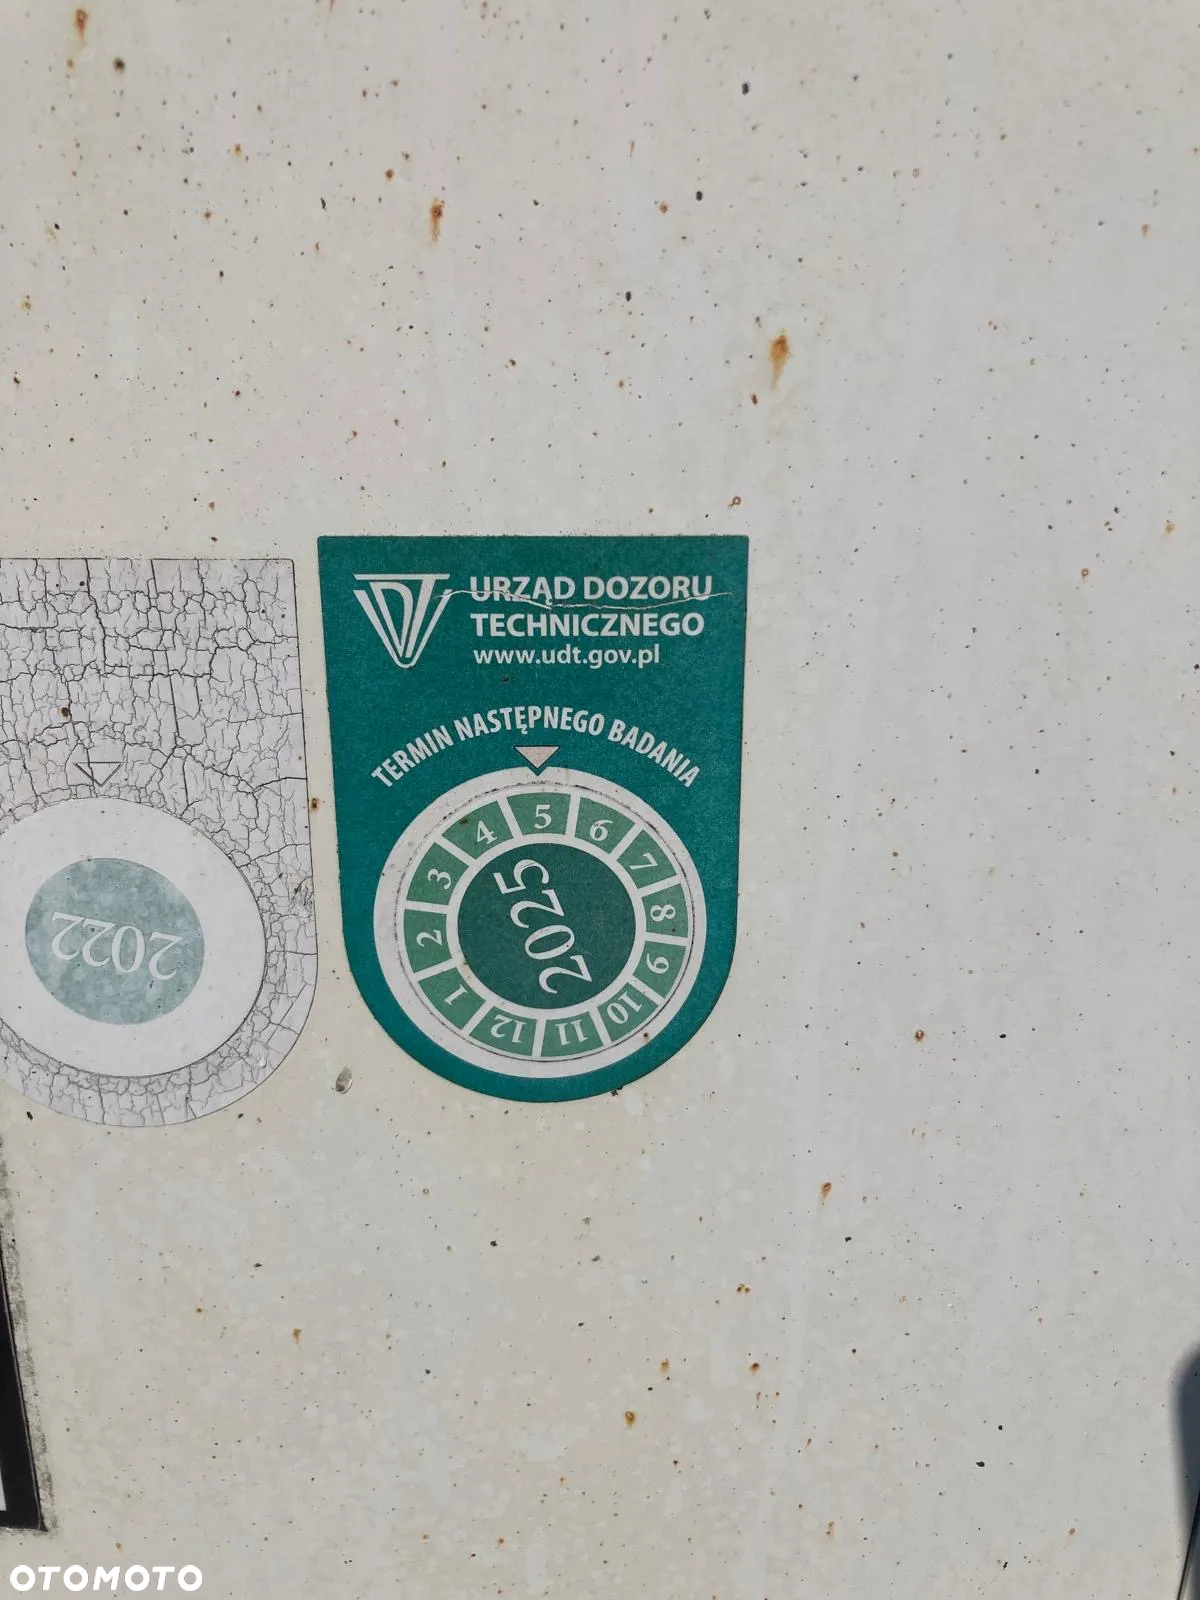 URZĄD DOZORU
TECHNICZNEGO
www.udt.gov.pl
TERMIN NASTĘPNEGO BADANIA
1 2 3 4 5 6 7 8 9 10 11 12
2025
2022
OTOMOTO